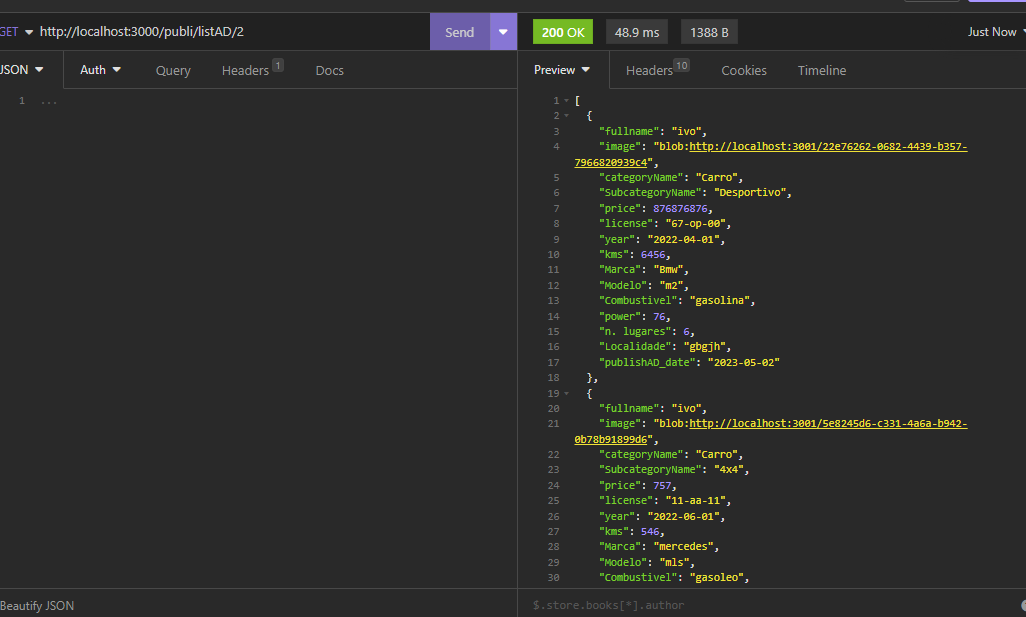 GET http://localhost:3000/publi/listAD/2 Send 200 OK 48.9 ms 1388 B Just Now
JSON Auth Query Headers 1 Docs Preview Headers 10 Cookies Timeline
1 ...
1 [
2 {
3 "fullname": "ivo",
4 "image": "blob:http://localhost:3001/22e76262-0682-4439-b357-
7966820939c4",
5 "categoryName": "Carro",
6 "SubcategoryName": "Desportivo",
7 "price": 876876876,
8 "license": "67-op-00",
9 "year": "2022-04-01",
10 "kms": 6456,
11 "Marca": "Bmw",
12 "Modelo": "m2",
13 "Combustivel": "gasolina",
14 "power": 76,
15 "n. lugares": 6,
16 "Localidade": "gbgjh",
17 "publishAD_date": "2023-05-02"
18 },
19 {
20 "fullname": "ivo",
21 "image": "blob:http://localhost:3001/5e8245d6-c331-4a6a-b942-
0b78b91899d6",
22 "categoryName": "Carro",
23 "SubcategoryName": "4x4",
24 "price": 757,
25 "license": "11-aa-11",
26 "year": "2022-06-01",
27 "kms": 546,
28 "Marca": "mercedes",
29 "Modelo": "mls",
30 "Combustivel": "gasoleo",
Beautify JSON $.store.books[*].author